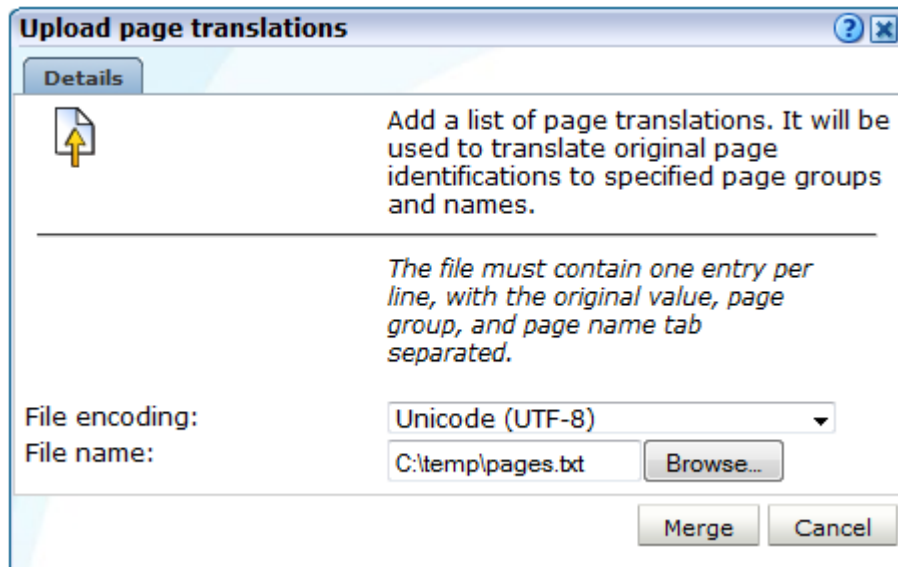 Upload page translations
?
Details
Add a list of page translations. It will be
used to translate original page
identifications to specified page groups
and names.
The file must contain one entry per
line, with the original value, page
group, and page name tab
separated.
File encoding:
Unicode (UTF-8)
File name:
C:\temp\pages.txt
Browse...
Merge
Cancel